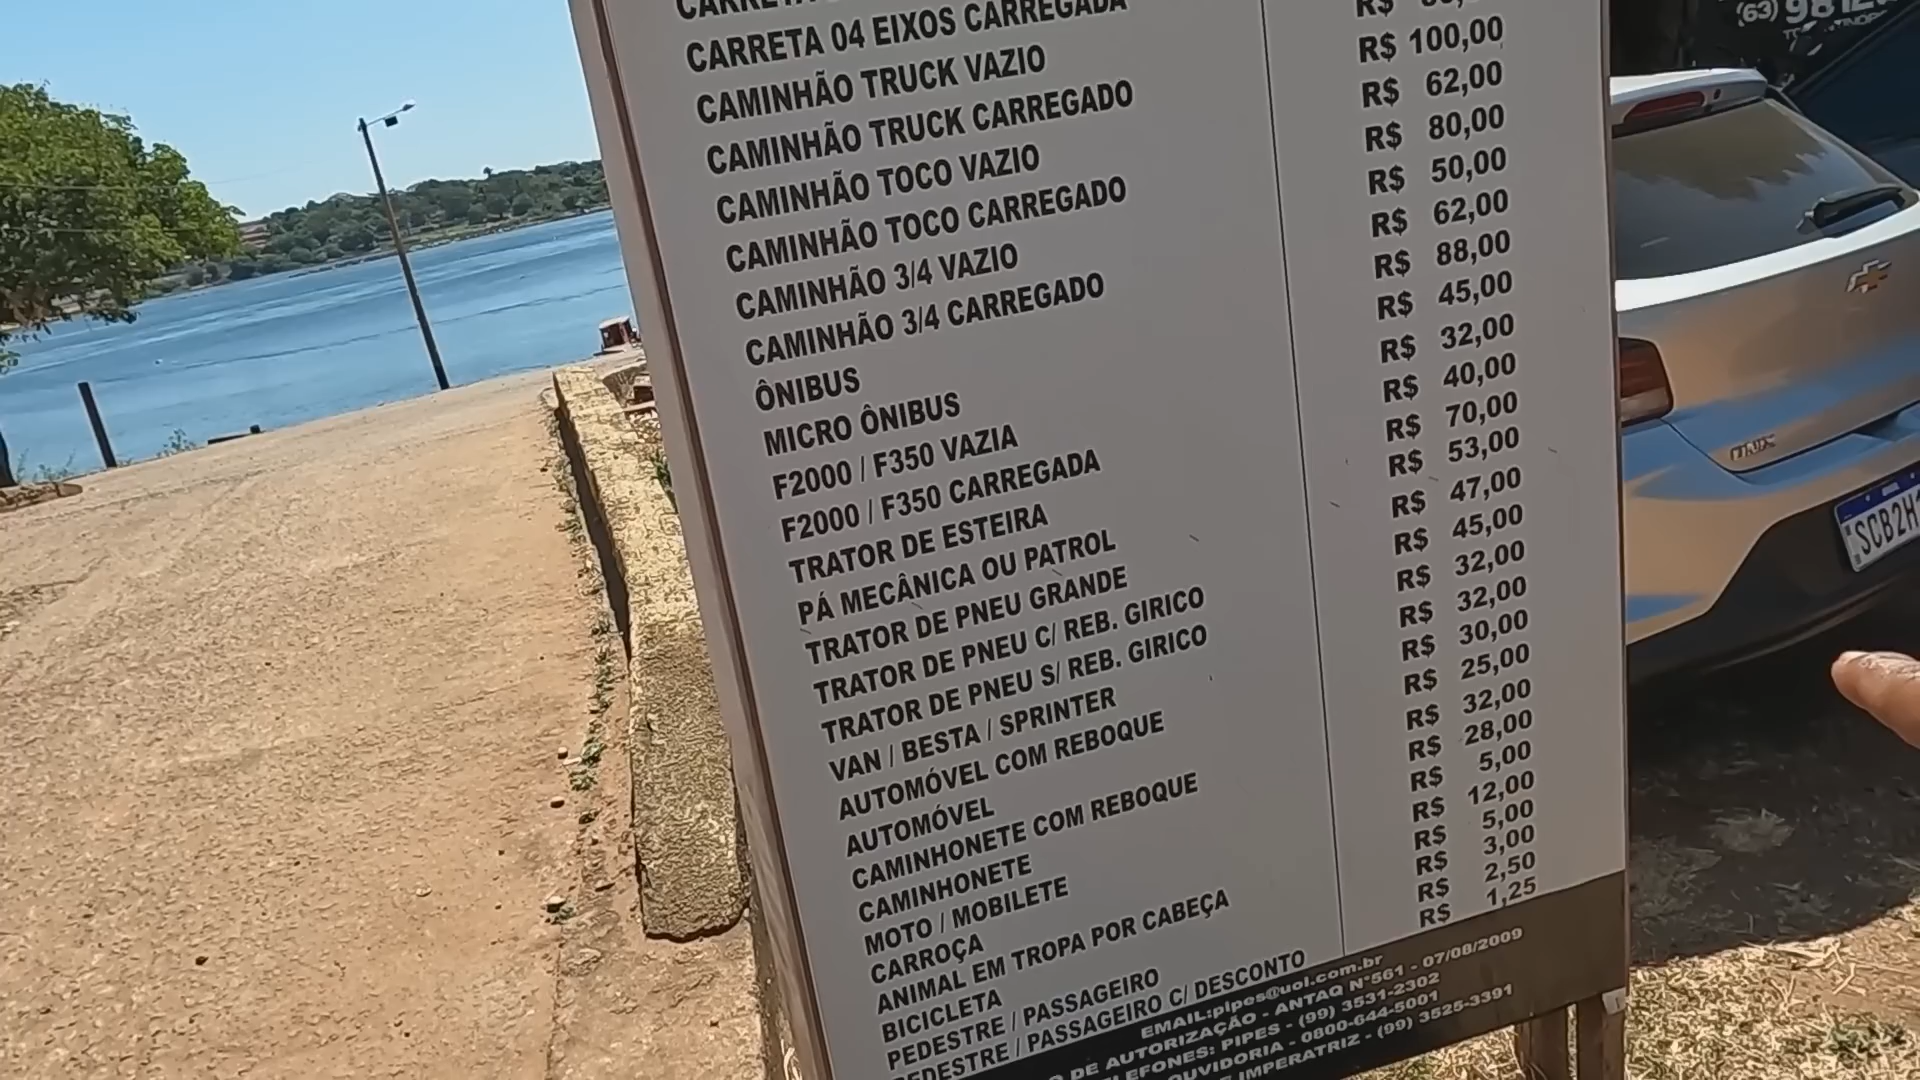 CARRETA
CARRETA 04 EIXOS CARREGADA
CAMINHÃO TRUCK VAZIO R$
CAMINHÃO TRUCK CARREGADO R$ 100,00
CAMINHÃO TOCO VAZIO R$ 62,00
CAMINHÃO TOCO CARREGADO R$ 80,00
CAMINHÃO 3/4 VAZIO R$ 50,00
CAMINHÃO 3/4 CARREGADO R$ 62,00
ÔNIBUS R$ 88,00
MICRO ÔNIBUS R$ 45,00
F2000 / F350 VAZIA R$ 32,00
F2000 / F350 CARREGADA R$ 40,00
TRATOR DE ESTEIRA R$ 70,00
PÁ MECÂNICA OU PATROL R$ 53,00
TRATOR DE PNEU GRANDE R$ 47,00
TRATOR DE PNEU C/ REB. GIRICO R$ 45,00
TRATOR DE PNEU S/ REB. GIRICO R$ 32,00
VAN / BESTA / SPRINTER R$ 32,00
AUTOMÓVEL COM REBOQUE R$ 30,00
AUTOMÓVEL R$ 25,00
CAMINHONETE COM REBOQUE R$ 32,00
CAMINHONETE R$ 28,00
MOTO / MOBILETE R$ 5,00
CARROÇA R$ 12,00
ANIMAL EM TROPA POR CABEÇA R$ 5,00
BICICLETA R$ 3,00
PEDESTRE / PASSAGEIRO R$ 2,50
PEDESTRE / PASSAGEIRO C/ DESCONTO R$ 1,25
EMAIL:pipes@uol.com.br
DE AUTORIZAÇÃO - ANTAQ N°561 - 07/08/2009
TELEFONES: PIPES - (99) 3531-2302
OUVIDORIA - 0800-644-5001
IMPERATRIZ - (99) 3525-3391
(63)
ONIX
SCB2H